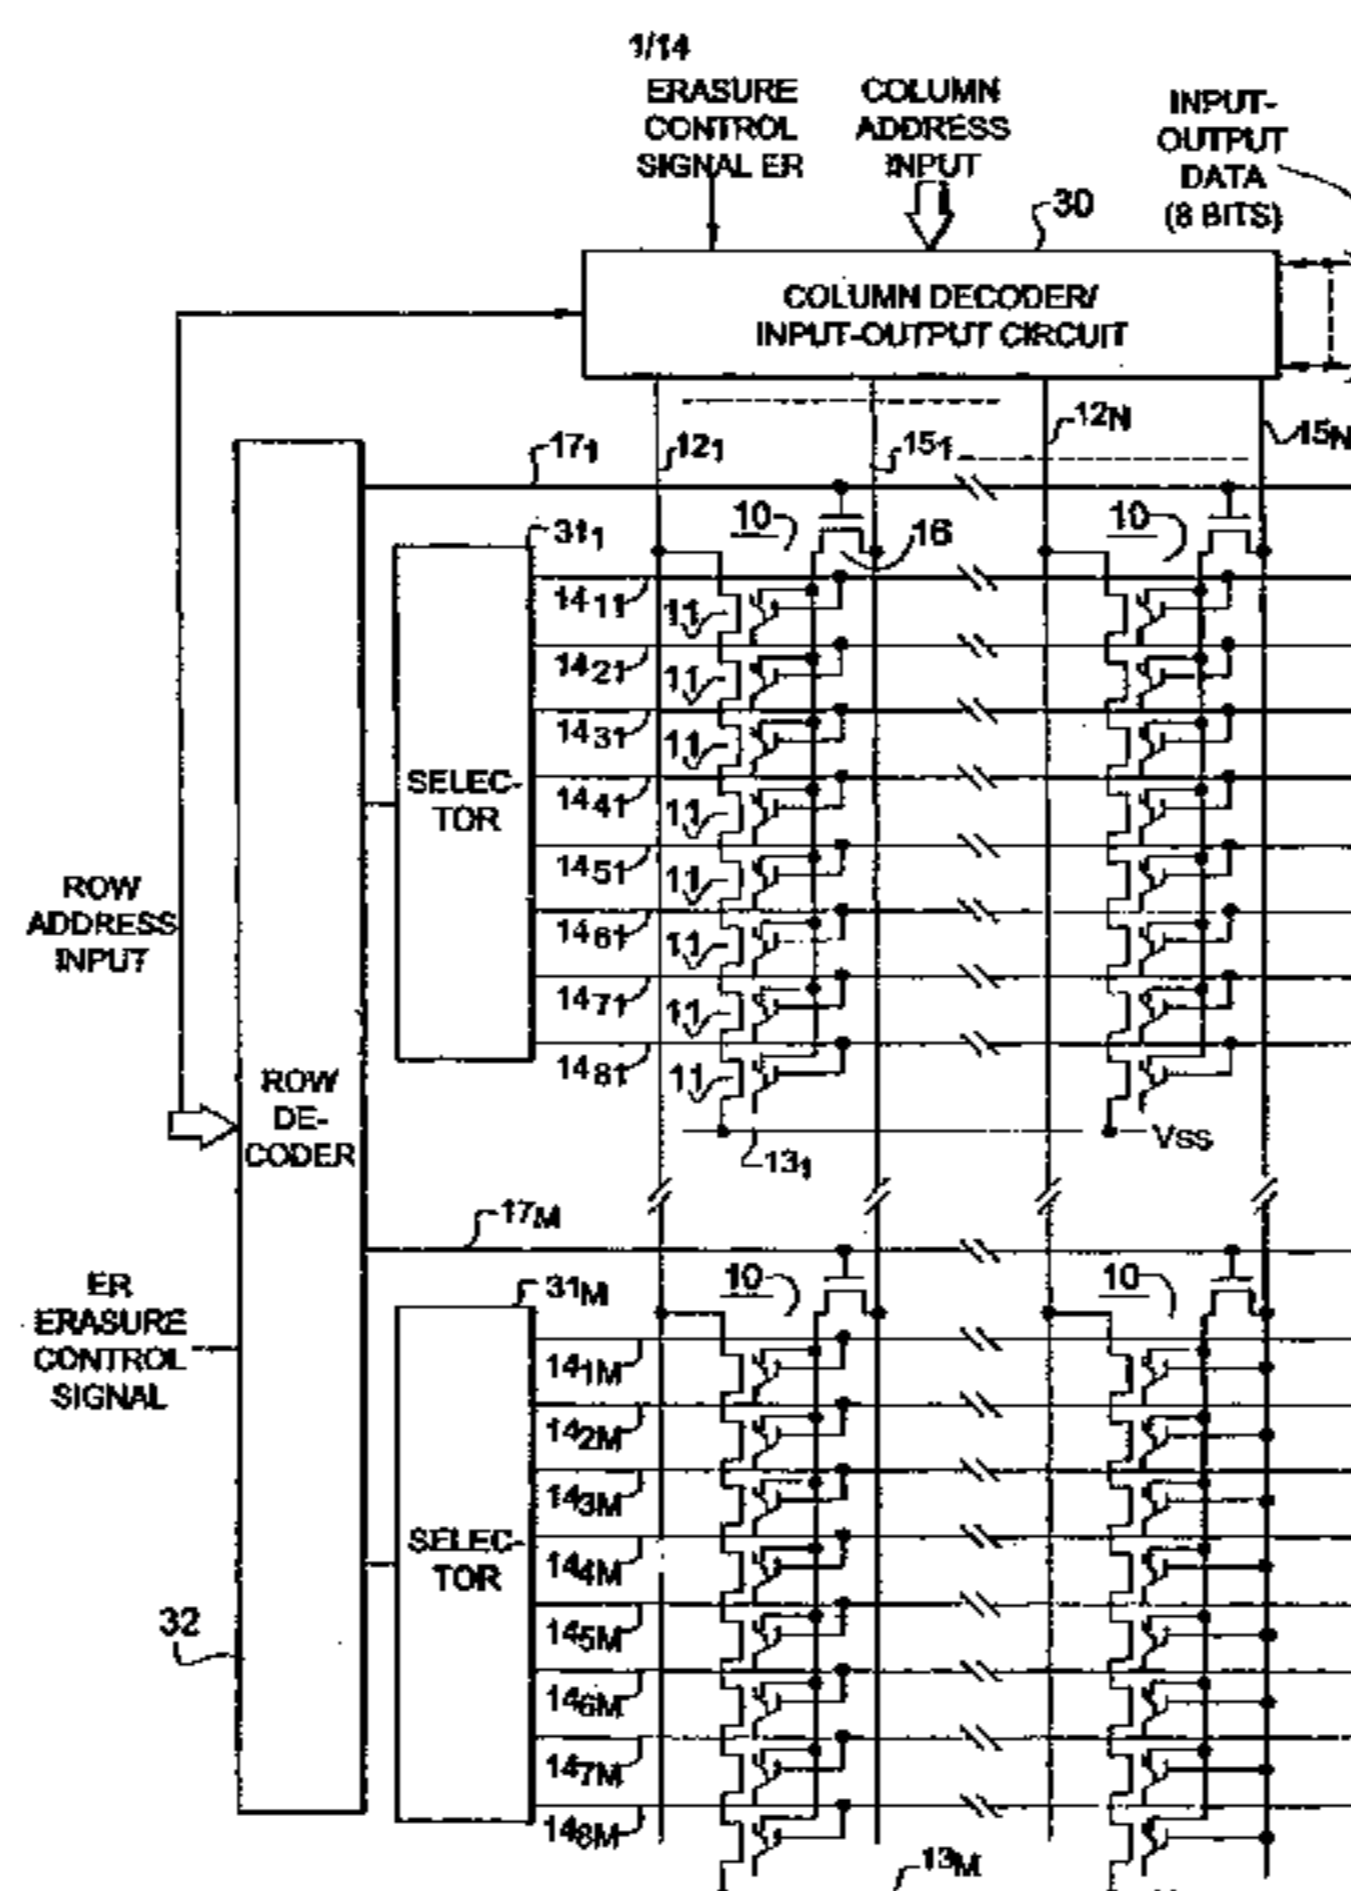 1/14
ERASURE
CONTROL
SIGNAL ER
COLUMN
ADDRESS
INPUT
INPUT-
OUTPUT
DATA
(8 BITS)
30
COLUMN DECODER/
INPUT-OUTPUT CIRCUIT
17₁
12₁
15₁
12N
15N
31₁
10
16
10
14₁₁
11
14₂₁
11
14₃₁
11
SELEC-
TOR
14₄₁
11
14₅₁
11
14₆₁
11
14₇₁
11
14₈₁
11
ROW
ADDRESS
INPUT
ROW
DE-
CODER
13₁
VSS
17M
ER
ERASURE
CONTROL
SIGNAL
31M
10
10
14₁M
14₂M
14₃M
SELEC-
TOR
14₄M
14₅M
14₆M
14₇M
14₈M
32
13M